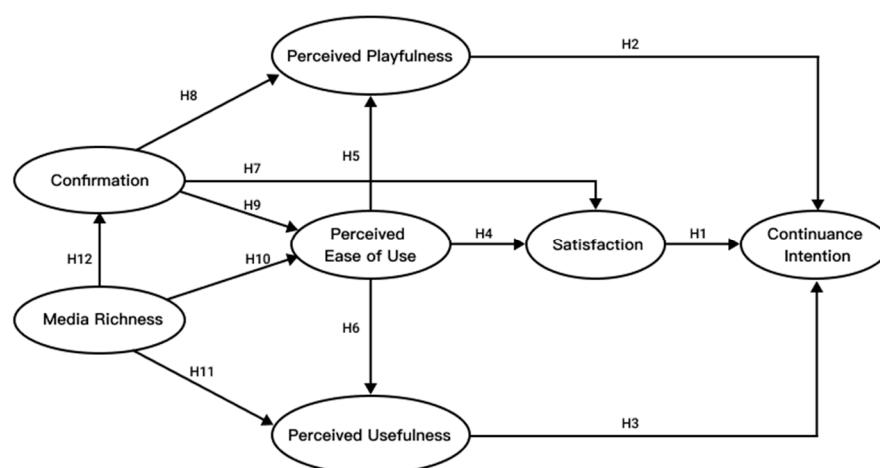 H2
Perceived Playfulness
H8
H5
H7
Confirmation
H9
Perceived
Ease of Use
H4
Satisfaction
H1
Continuance
Intention
H12
H10
Media Richness
H6
H11
H3
Perceived Usefulness